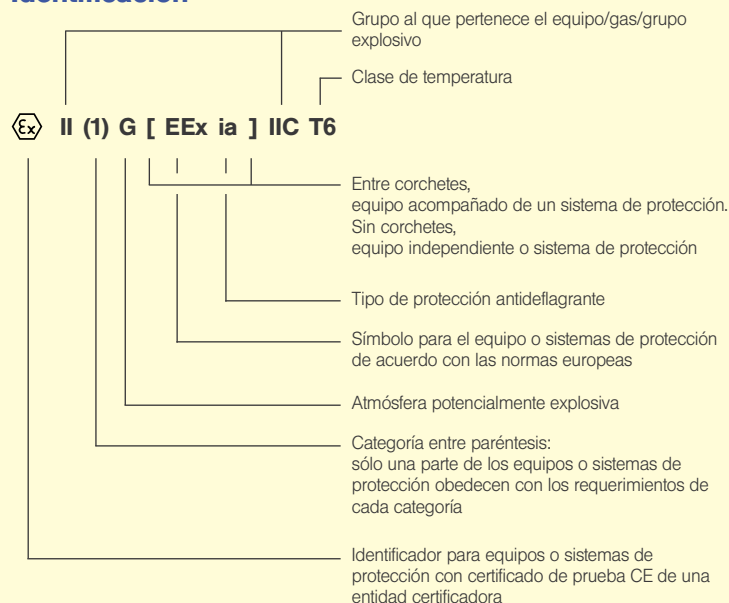 Identificación
Grupo al que pertenece el equipo/gas/grupo
explosivo
Clase de temperatura
Ex II (1) G [ EEx ia ] IIC T6
Entre corchetes,
equipo acompañado de un sistema de protección.
Sin corchetes,
equipo independiente o sistema de protección
Tipo de protección antideflagrante
Símbolo para el equipo o sistemas de protección
de acuerdo con las normas europeas
Atmósfera potencialmente explosiva
Categoría entre paréntesis:
sólo una parte de los equipos o sistemas de
protección obedecen con los requerimientos de
cada categoría
Identificador para equipos o sistemas de
protección con certificado de prueba CE de una
entidad certificadora